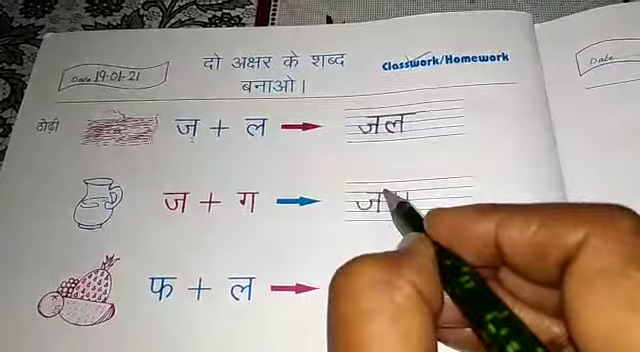 Date 19-01-21
दो अक्षर के शब्द
बनाओ।
Classwork/Homework
Date
ज + ल → जल
ज + ग → ज
फ + ल →